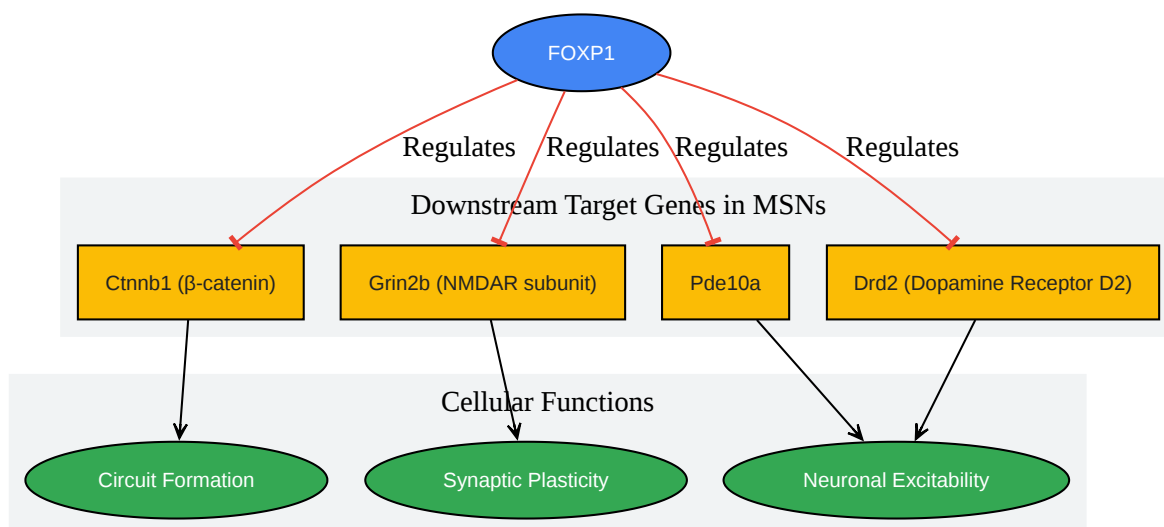 FOXP1
Regulates Regulates Regulates Regulates
Downstream Target Genes in MSNs
Ctnnb1 (β-catenin) Grin2b (NMDAR subunit) Pde10a Drd2 (Dopamine Receptor D2)
Cellular Functions
Circuit Formation Synaptic Plasticity Neuronal Excitability